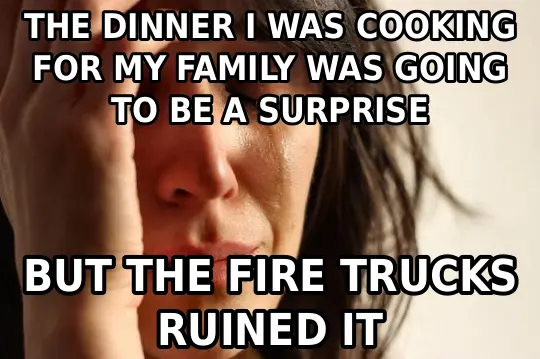 THE DINNER I WAS COOKING
FOR MY FAMILY WAS GOING
TO BE A SURPRISE
BUT THE FIRE TRUCKS
RUINED IT